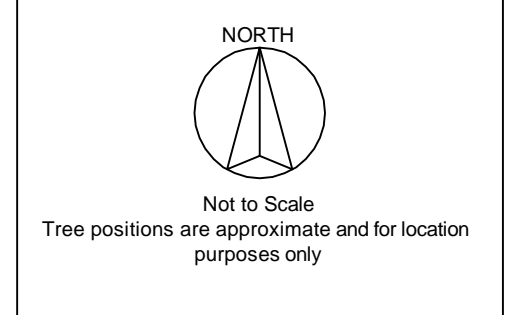 NORTH
Not to Scale
Tree positions are approximate and for location
purposes only